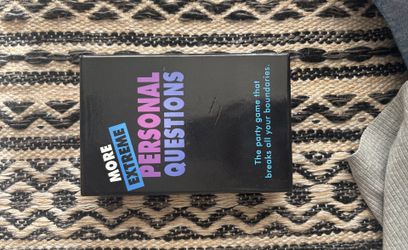 MORE
EXTREME
PERSONAL
QUESTIONS
The party game that
breaks all your boundaries.